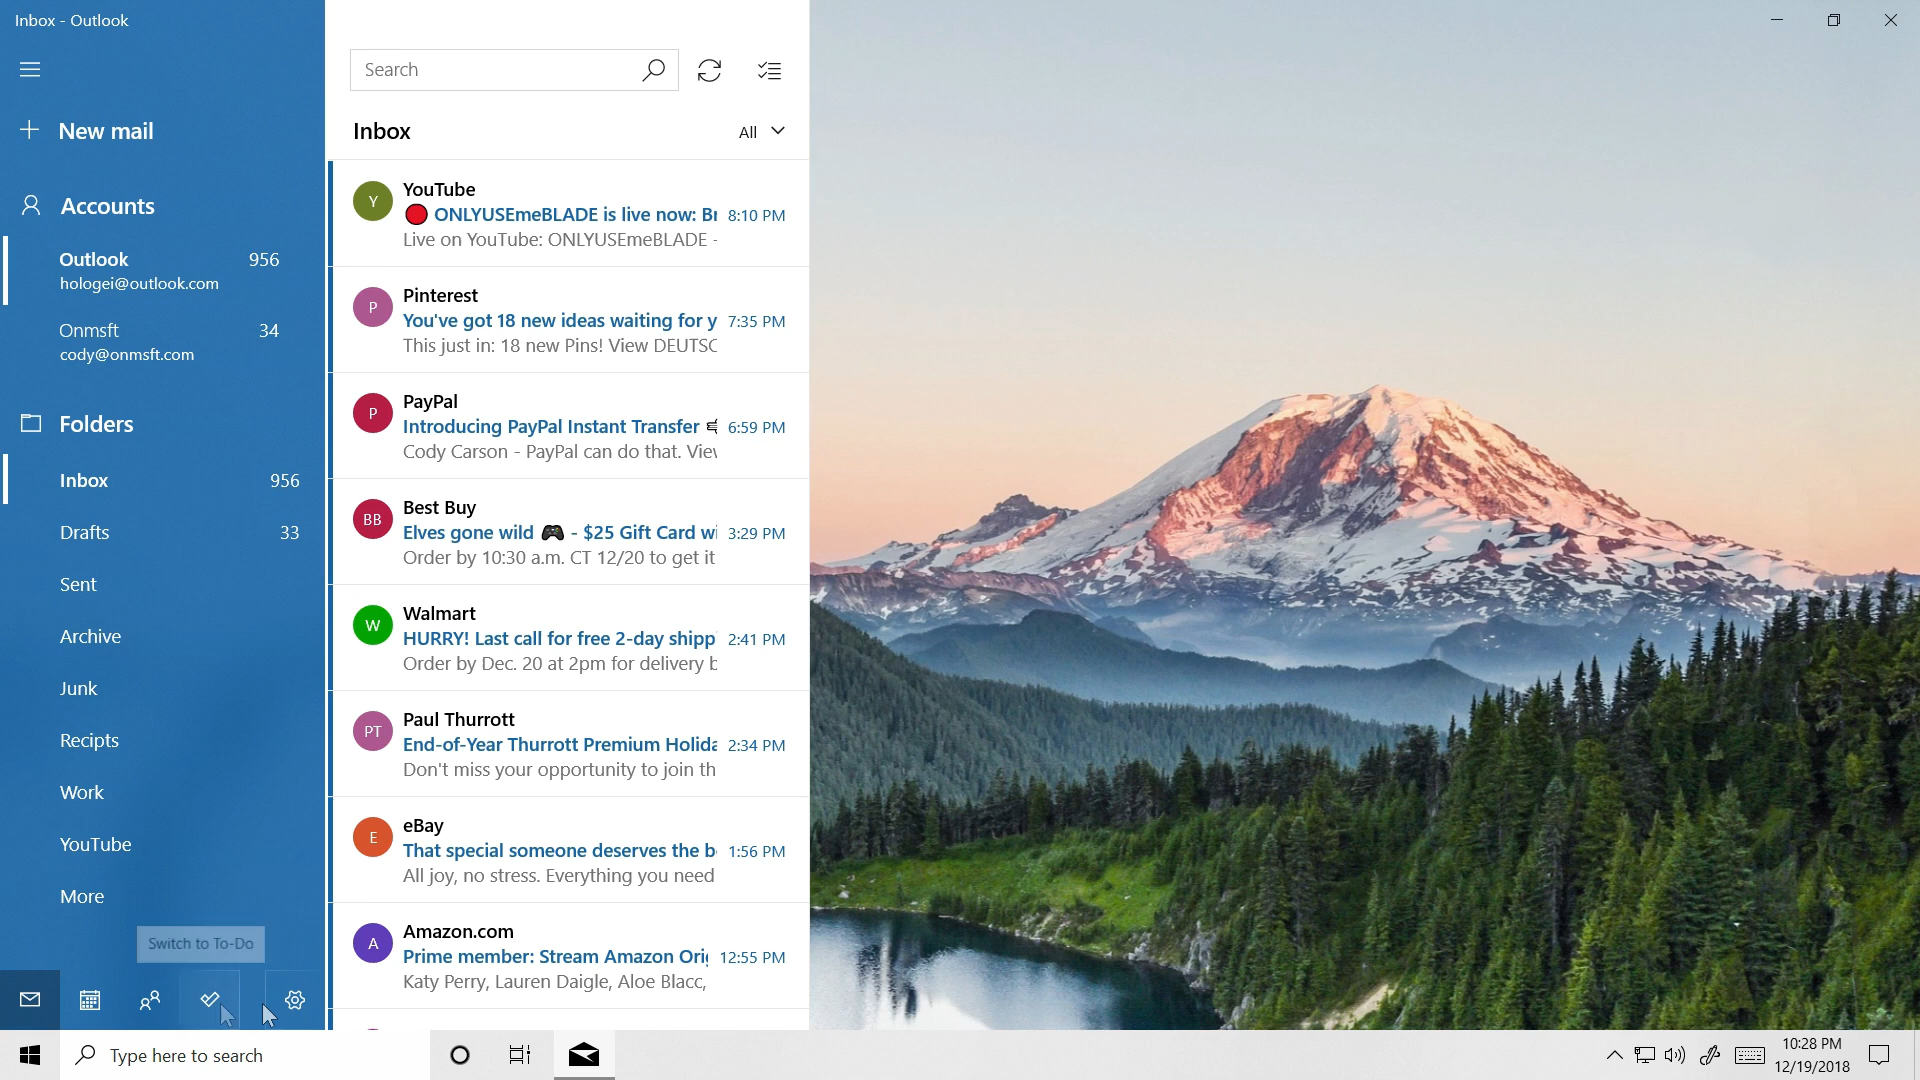 Inbox - Outlook
New mail
Accounts
Outlook 956
hologei@outlook.com
Onmsft 34
cody@onmsft.com
Folders
Inbox 956
Drafts 33
Sent
Archive
Junk
Recipts
Work
YouTube
More
Switch to To-Do
Search
Inbox All
Y YouTube
ONLYUSEmeBLADE is live now: 8:10 PM
Live on YouTube: ONLYUSEmeBLADE -
P Pinterest
You've got 18 new ideas waiting for y 7:35 PM
This just in: 18 new Pins! View DEUTSC
P PayPal
Introducing PayPal Instant Transfer 6:59 PM
Cody Carson - PayPal can do that. View
BB Best Buy
Elves gone wild 🎮 - $25 Gift Card wi 3:29 PM
Order by 10:30 a.m. CT 12/20 to get it
W Walmart
HURRY! Last call for free 2-day shipp 2:41 PM
Order by Dec. 20 at 2pm for delivery
PT Paul Thurrott
End-of-Year Thurrott Premium Holida 2:34 PM
Don't miss your opportunity to join th
E eBay
That special someone deserves the b 1:56 PM
All joy, no stress. Everything you need
A Amazon.com
Prime member: Stream Amazon Orig 12:55 PM
Katy Perry, Lauren Daigle, Aloe Blacc,
Type here to search
10:28 PM
12/19/2018